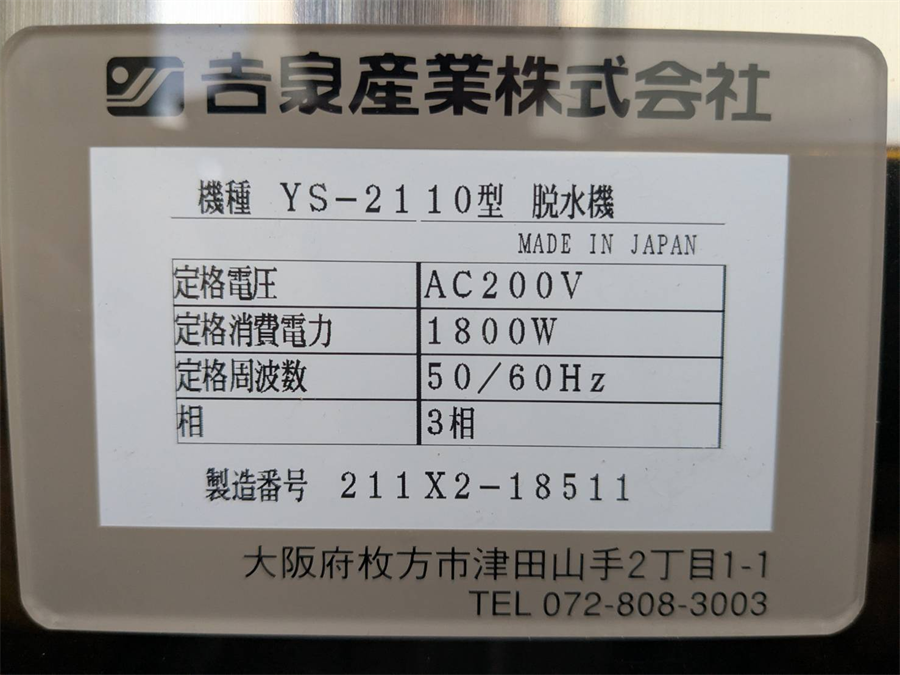 𠮷泉産業株式会社
機種 YS-2110型 脱水機
MADE IN JAPAN
定格電圧 AC200V
定格消費電力 1800W
定格周波数 50/60Hz
相 3相
製造番号 211X2-18511
大阪府枚方市津田山手2丁目1-1
TEL 072-808-3003